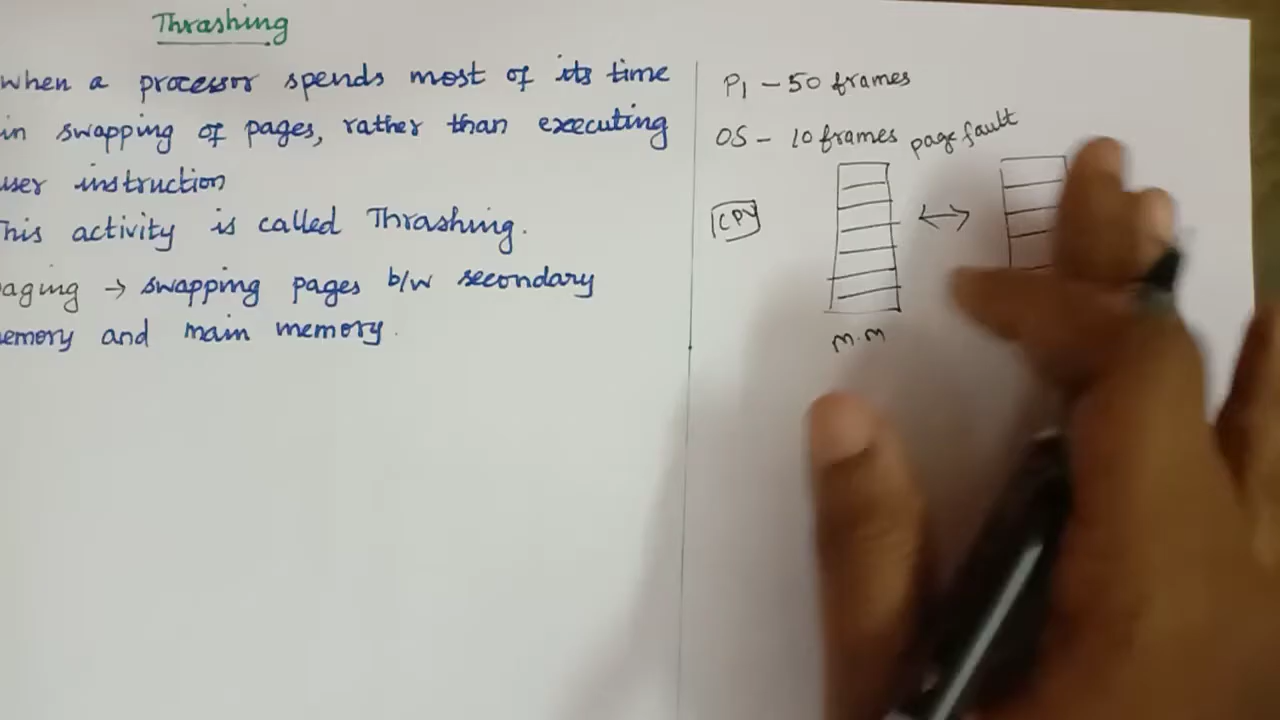 Thrashing
when a processor spends most of its time
in swapping of pages, rather than executing
user instruction
This activity is called Thrashing.
aging → swapping pages b/w secondary
emory and main memory.
P1 - 50 frames
OS - 10 frames page fault
CPU
M.M